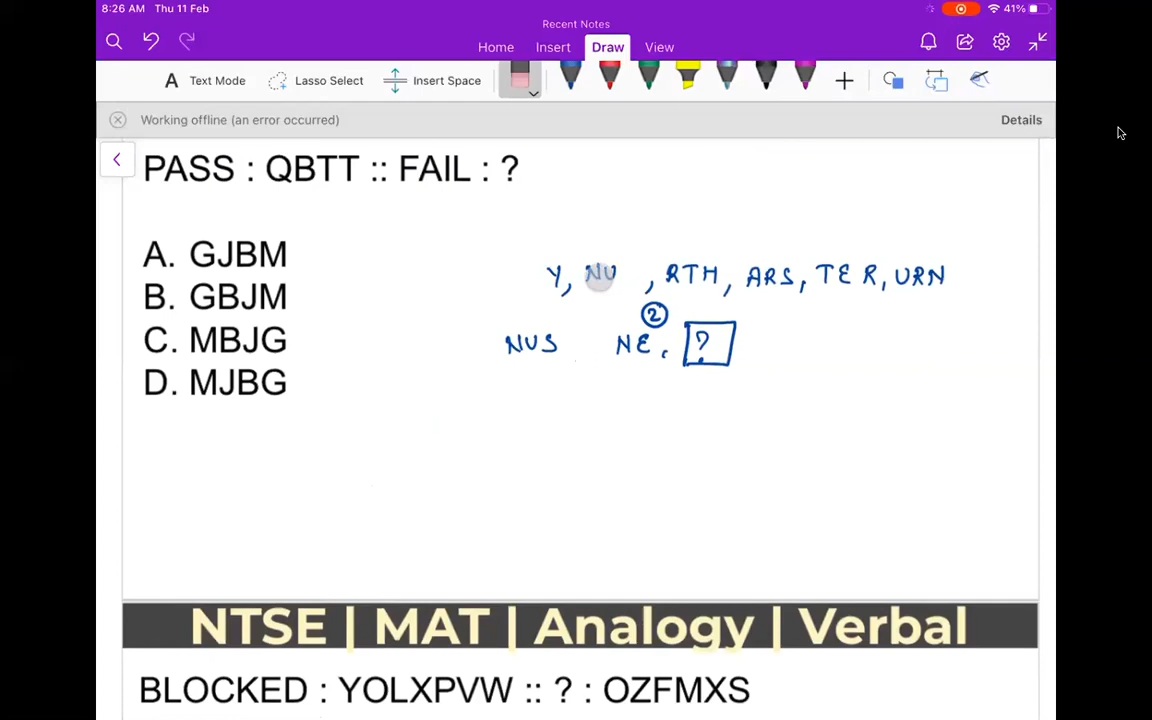 8:26 AM Thu 11 Feb
41%
Recent Notes
Home Insert Draw View
A Text Mode Lasso Select Insert Space
Working offline (an error occurred) Details
PASS : QBTT :: FAIL : ?
A. GJBM
B. GBJM
C. MBJG
D. MJBG
Y, NU , RTH, ARS, TER, URN
2
NUS NE, ?
NTSE | MAT | Analogy | Verbal
BLOCKED : YOLXPVW :: ? : OZFMXS